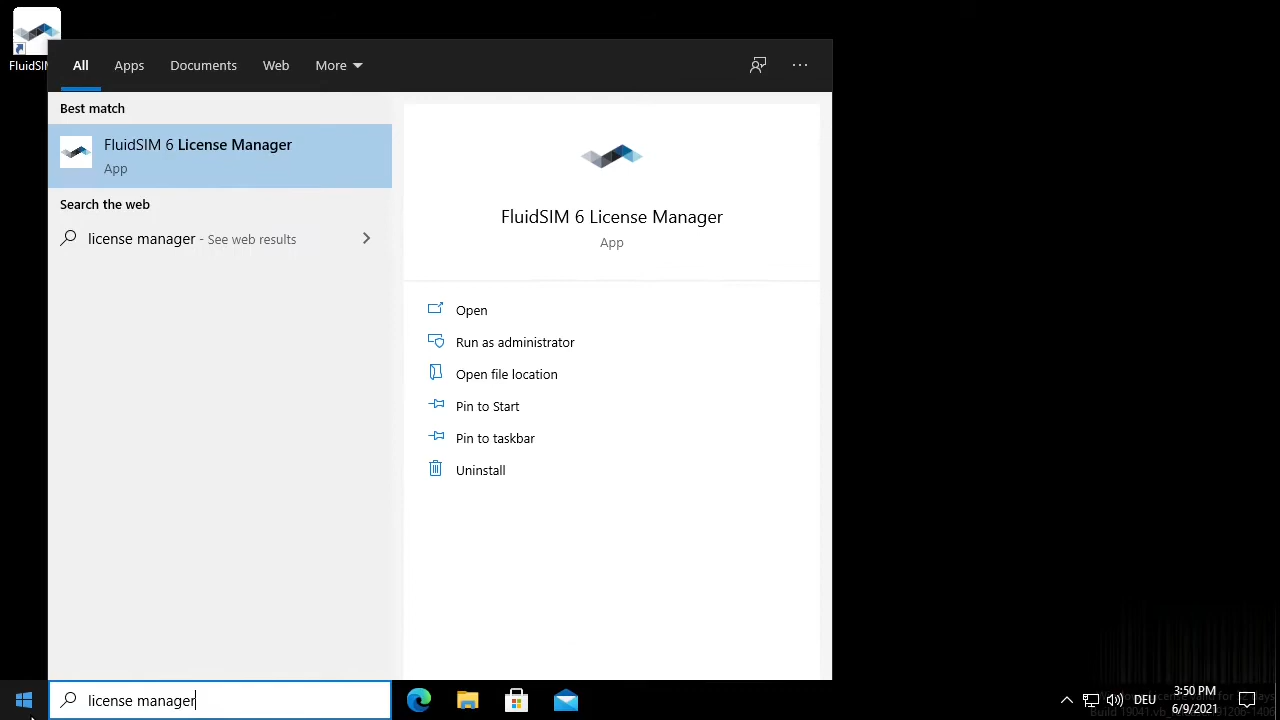 FluidSIM
All
Apps
Documents
Web
More
Best match
FluidSIM 6 License Manager
App
Search the web
license manager - See web results
FluidSIM 6 License Manager
App
Open
Run as administrator
Open file location
Pin to Start
Pin to taskbar
Uninstall
license manager
DEU
3:50 PM
6/9/2021